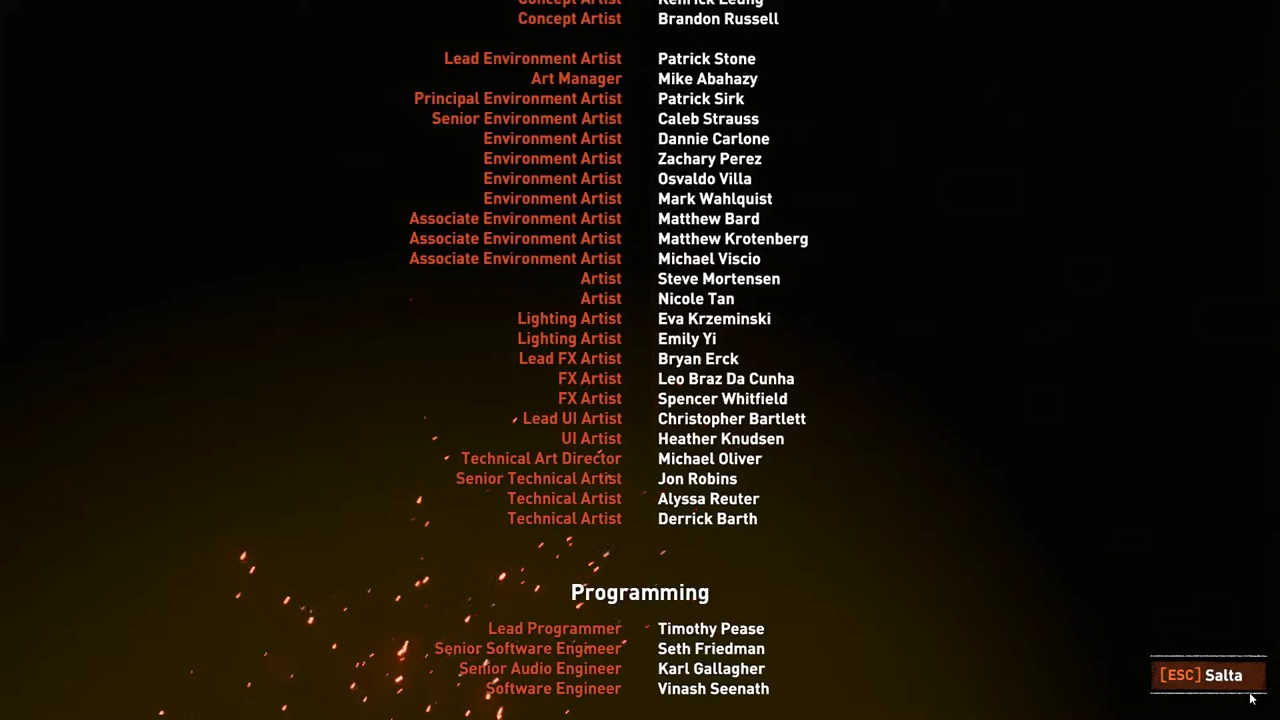 Concept Artist Kenrick Leung
Concept Artist Brandon Russell
Lead Environment Artist Patrick Stone
Art Manager Mike Abahazy
Principal Environment Artist Patrick Sirk
Senior Environment Artist Caleb Strauss
Environment Artist Dannie Carlone
Environment Artist Zachary Perez
Environment Artist Osvaldo Villa
Environment Artist Mark Wahlquist
Associate Environment Artist Matthew Bard
Associate Environment Artist Matthew Krotenberg
Associate Environment Artist Michael Viscio
Artist Steve Mortensen
Artist Nicole Tan
Lighting Artist Eva Krzeminski
Lighting Artist Emily Yi
Lead FX Artist Bryan Erck
FX Artist Leo Braz Da Cunha
FX Artist Spencer Whitfield
Lead UI Artist Christopher Bartlett
UI Artist Heather Knudsen
Technical Art Director Michael Oliver
Senior Technical Artist Jon Robins
Technical Artist Alyssa Reuter
Technical Artist Derrick Barth
Programming
Lead Programmer Timothy Pease
Senior Software Engineer Seth Friedman
Senior Audio Engineer Karl Gallagher
Software Engineer Vinash Seenath
[ESC] Salta